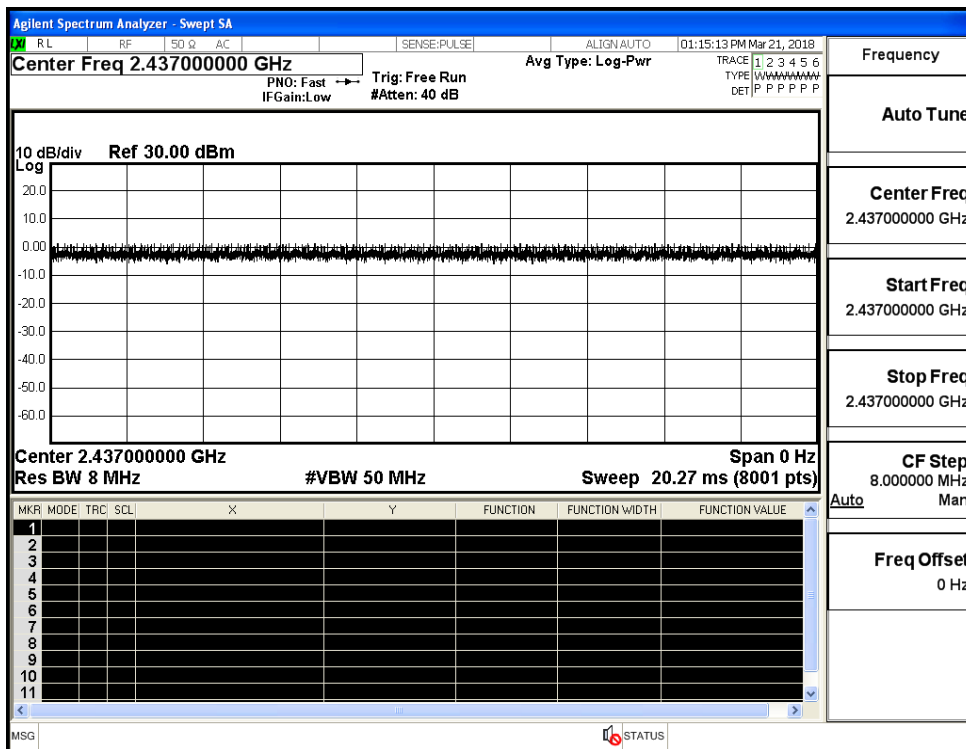 Agilent Spectrum Analyzer - Swept SA
LXI RL RF 50 Ω AC SENSE:PULSE ALIGN AUTO 01:15:13 PM Mar 21, 2018
Center Freq 2.437000000 GHz
PNO: Fast
IFGain:Low
Trig: Free Run
#Atten: 40 dB
Avg Type: Log-Pwr
TRACE 1 2 3 4 5 6
TYPE WWWWWW
DET P P P P P P
10 dB/div Ref 30.00 dBm
Log
20.0
10.0
0.00
-10.0
-20.0
-30.0
-40.0
-50.0
-60.0
Center 2.437000000 GHz Span 0 Hz
Res BW 8 MHz #VBW 50 MHz Sweep 20.27 ms (8001 pts)
MKR MODE TRC SCL X Y FUNCTION FUNCTION WIDTH FUNCTION VALUE
1
2
3
4
5
6
7
8
9
10
11
MSG STATUS
Frequency
Auto Tune
Center Freq
2.437000000 GHz
Start Freq
2.437000000 GHz
Stop Freq
2.437000000 GHz
CF Step
8.000000 MHz
Auto Man
Freq Offset
0 Hz